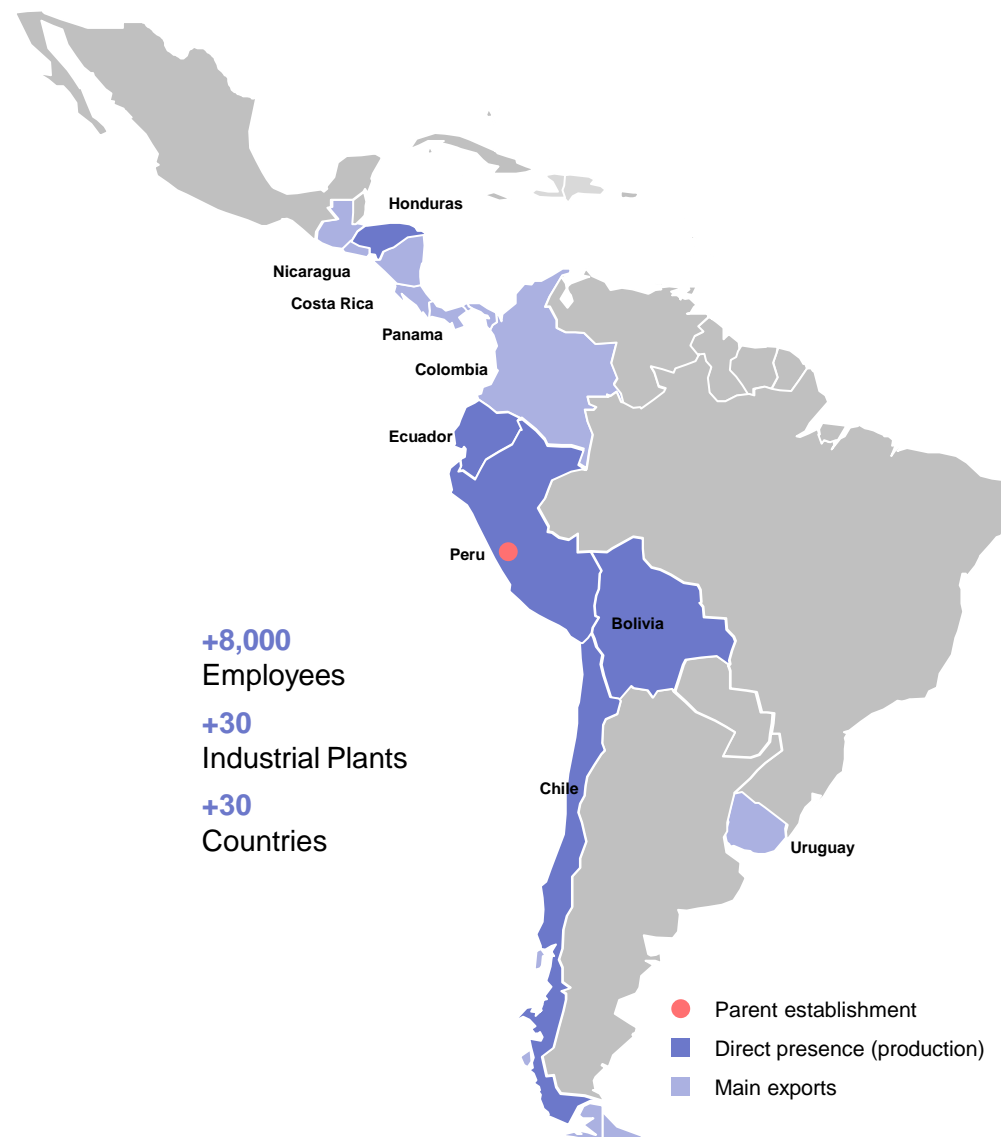 Honduras
Nicaragua
Costa Rica
Panama
Colombia
Ecuador
Peru
Bolivia
+8,000
Employees
+30
Industrial Plants
+30
Countries
Chile
Uruguay
Parent establishment
Direct presence (production)
Main exports